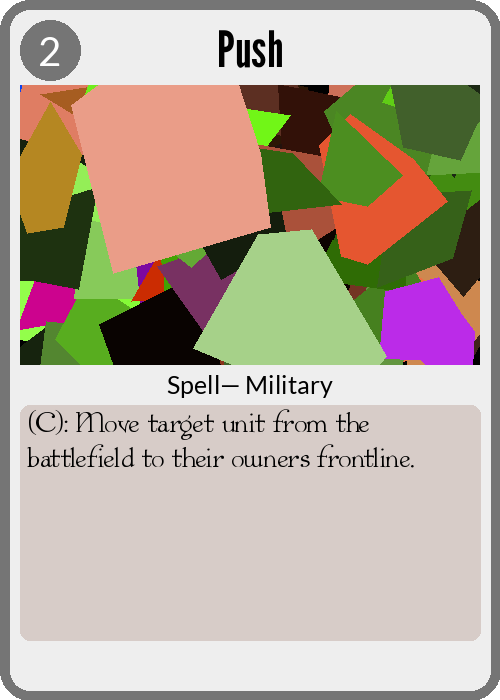 2
Push
Spell— Military
(C): Move target unit from the
battlefield to their owners frontline.